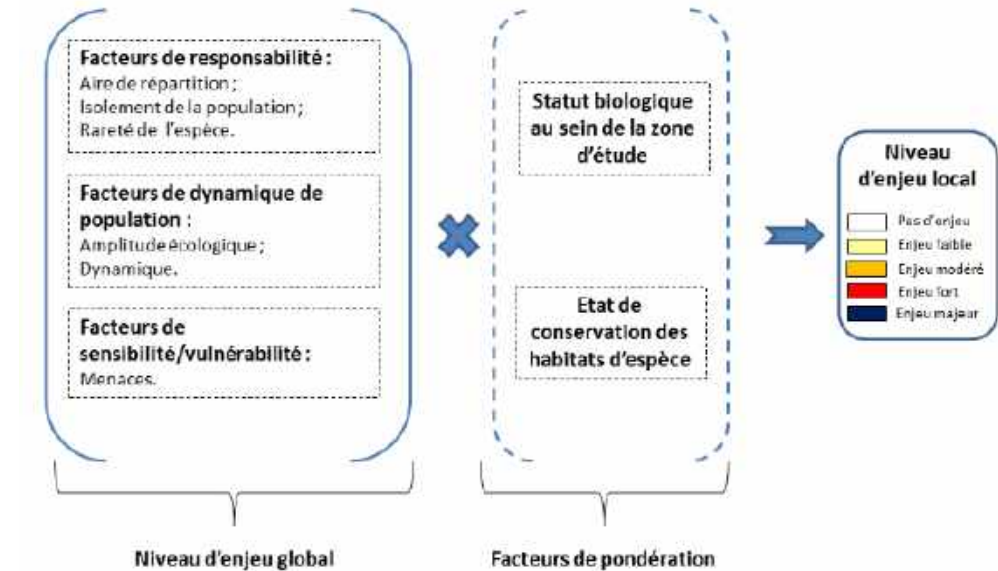 Facteurs de responsabilité :
Aire de répartition ;
Isolement de la population ;
Rareté de l'espèce.
Facteurs de dynamique de
population :
Amplitude écologique ;
Dynamique.
Facteurs de
sensibilité/vulnérabilité :
Menaces.
Niveau d'enjeu global
Statut biologique
au sein de la zone
d'étude
Etat de
conservation des
habitats d'espèce
Facteurs de pondération
Niveau
d'enjeu local
Pas d'enjeu
Enjeu faible
Enjeu modéré
Enjeu fort
Enjeu majeur